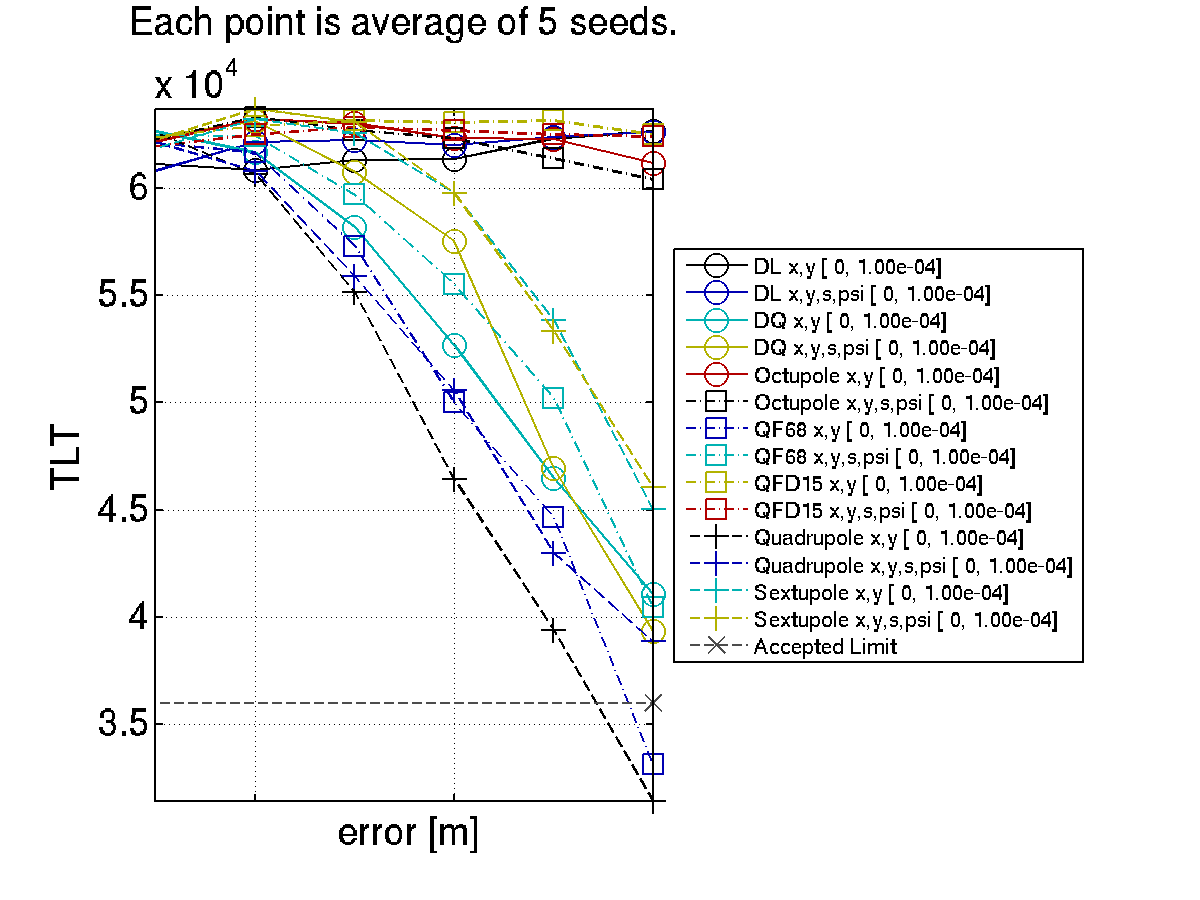 Each point is average of 5 seeds.
x 10^4
6
5.5
5
4.5
4
3.5
TLT
error [m]
DL x,y [ 0, 1.00e-04]
DL x,y,s,psi [ 0, 1.00e-04]
DQ x,y [ 0, 1.00e-04]
DQ x,y,s,psi [ 0, 1.00e-04]
Octupole x,y [ 0, 1.00e-04]
Octupole x,y,s,psi [ 0, 1.00e-04]
QF68 x,y [ 0, 1.00e-04]
QF68 x,y,s,psi [ 0, 1.00e-04]
QFD15 x,y [ 0, 1.00e-04]
QFD15 x,y,s,psi [ 0, 1.00e-04]
Quadrupole x,y [ 0, 1.00e-04]
Quadrupole x,y,s,psi [ 0, 1.00e-04]
Sextupole x,y [ 0, 1.00e-04]
Sextupole x,y,s,psi [ 0, 1.00e-04]
Accepted Limit